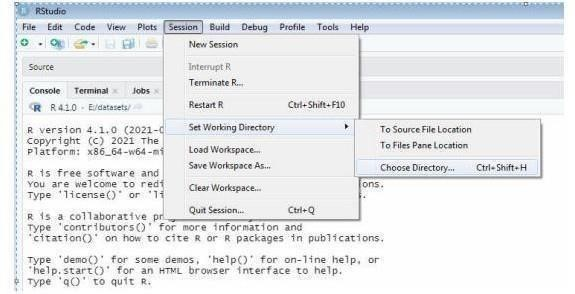 RStudio
File Edit Code View Plots Session Build Debug Profile Tools Help
New Session
Source
Interrupt R
Terminate R...
Console Terminal × Jobs ×
Restart R Ctrl+Shift+F10
R 4.1.0 - E:/datasets/
Set Working Directory
To Source File Location
To Files Pane Location
Choose Directory... Ctrl+Shift+H
Load Workspace...
Save Workspace As...
Clear Workspace...
Quit Session... Ctrl+Q
R version 4.1.0 (2021-0
Copyright (C) 2021 The
Platform: x86_64-w64-mi
R is free software and
You are welcome to redi ions.
Type 'license()' or 'li .
R is a collaborative pr
Type 'contributors()' for more information and
'citation()' on how to cite R or R packages in publications.
Type 'demo()' for some demos, 'help()' for on-line help, or
'help.start()' for an HTML browser interface to help.
Type 'q()' to quit R.